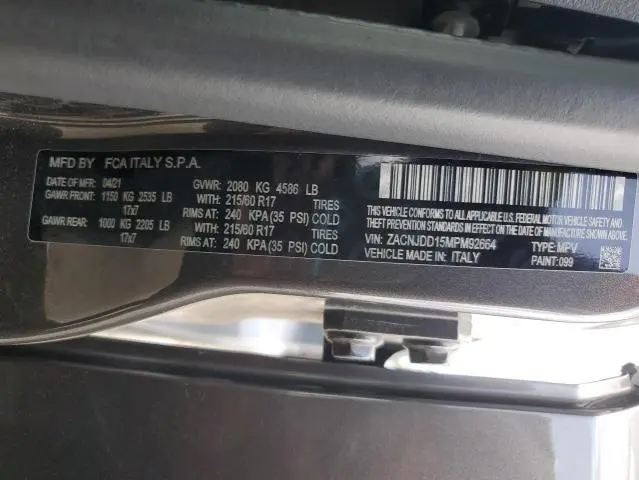 MFD BY FCA ITALY S.P.A.
DATE OF MFR: 04/21 GVWR: 2080 KG 4586 LB
GAWR FRONT: 1150 KG 2535 LB WITH: 215/60 R17 TIRES
17x7 RIMS AT: 240 KPA(35 PSI) COLD
GAWR REAR: 1000 KG 2205 LB WITH: 215/60 R17 TIRES
17x7 RIMS AT: 240 KPA(35 PSI) COLD
THIS VEHICLE CONFORMS TO ALL APPLICABLE
FEDERAL MOTOR VEHICLE SAFETY AND
THEFT PREVENTION STANDARDS IN EFFECT ON
THE DATE OF MANUFACTURE SHOWN ABOVE.
VIN: ZACNJDD15MPM92664 TYPE: MPV
VEHICLE MADE IN: ITALY PAINT: 099